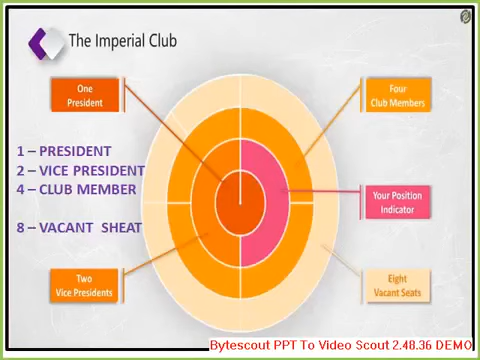 The Imperial Club
One
President
Four
Club Members
1 – PRESIDENT
2 – VICE PRESIDENT
4 – CLUB MEMBER
8 – VACANT SHEAT
Your Position
Indicator
Two
Vice Presidents
Eight
Vacant Seats
Bytescout PPT To Video Scout 2.48.36 DEMO